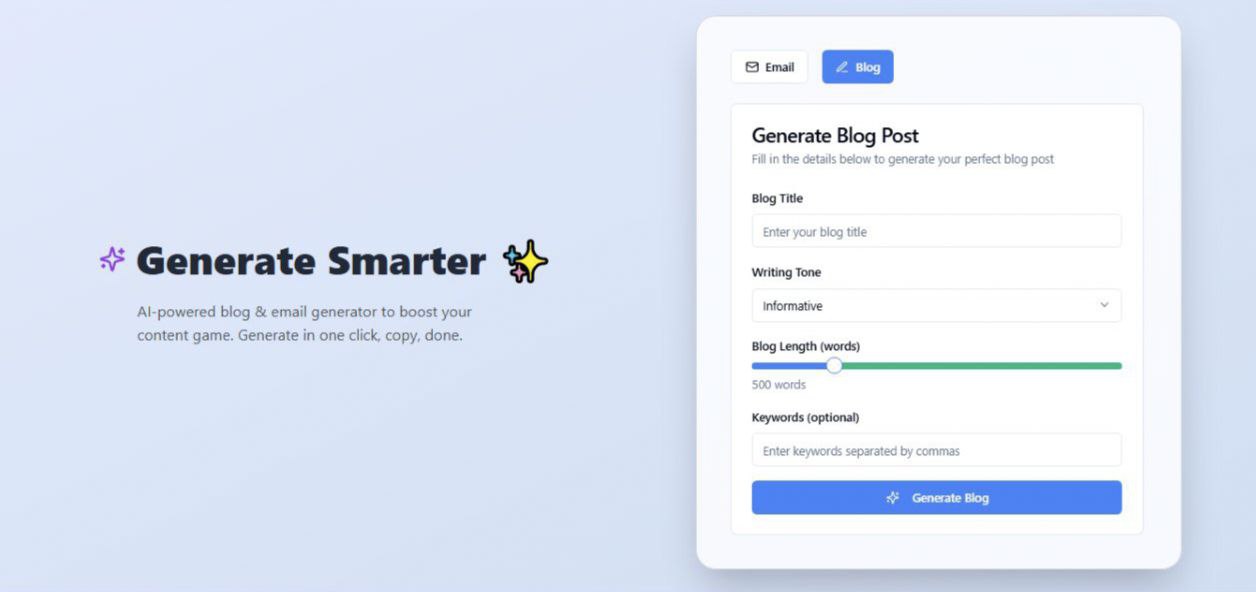 Generate Smarter
AI-powered blog & email generator to boost your
content game. Generate in one click, copy, done.
Email
Blog
Generate Blog Post
Fill in the details below to generate your perfect blog post
Blog Title
Enter your blog title
Writing Tone
Informative
Blog Length (words)
500 words
Keywords (optional)
Enter keywords separated by commas
Generate Blog